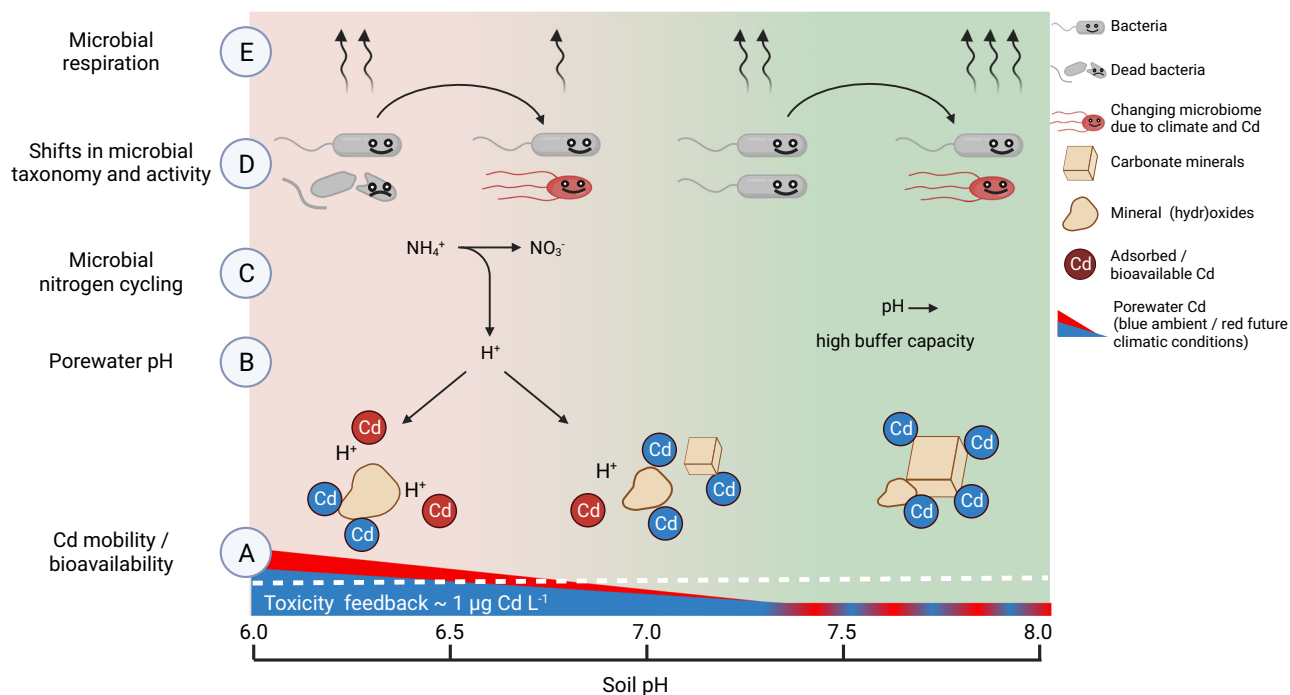 Microbial
respiration
E
Shifts in microbial
taxonomy and activity
D
Microbial
nitrogen cycling
C
NH₄⁺
NO₃⁻
pH
high buffer capacity
Porewater pH
B
H⁺
Cd
H⁺
H⁺
Cd
Cd
Cd
Cd
H⁺
Cd
Cd
Cd
Cd
Cd
Cd
Cd
Cd
Cd mobility /
bioavailability
A
Toxicity feedback ~ 1 µg Cd L⁻¹
6.0
6.5
7.0
7.5
8.0
Soil pH
Bacteria
Dead bacteria
Changing microbiome
due to climate and Cd
Carbonate minerals
Mineral (hydr)oxides
Cd
Adsorbed /
bioavailable Cd
Porewater Cd
(blue ambient / red future
climatic conditions)